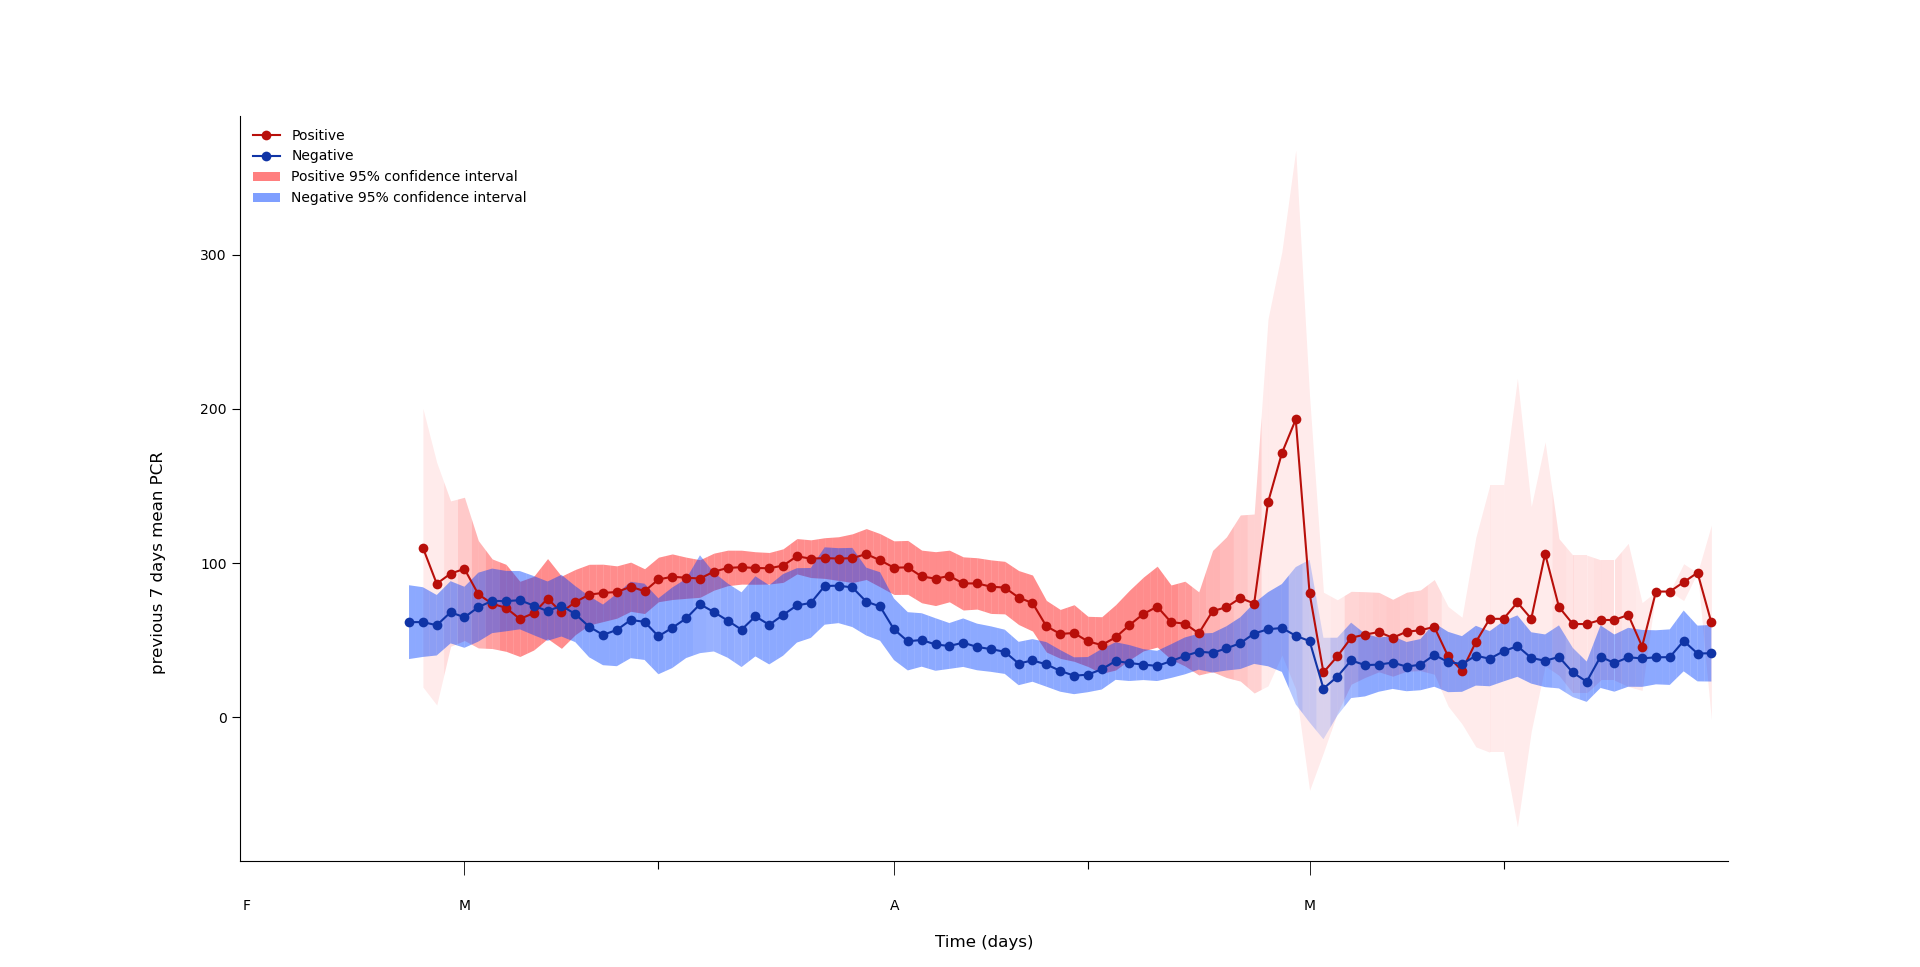 Positive
Negative
Positive 95% confidence interval
Negative 95% confidence interval
300
200
100
0
previous 7 days mean PCR
F M A M
Time (days)